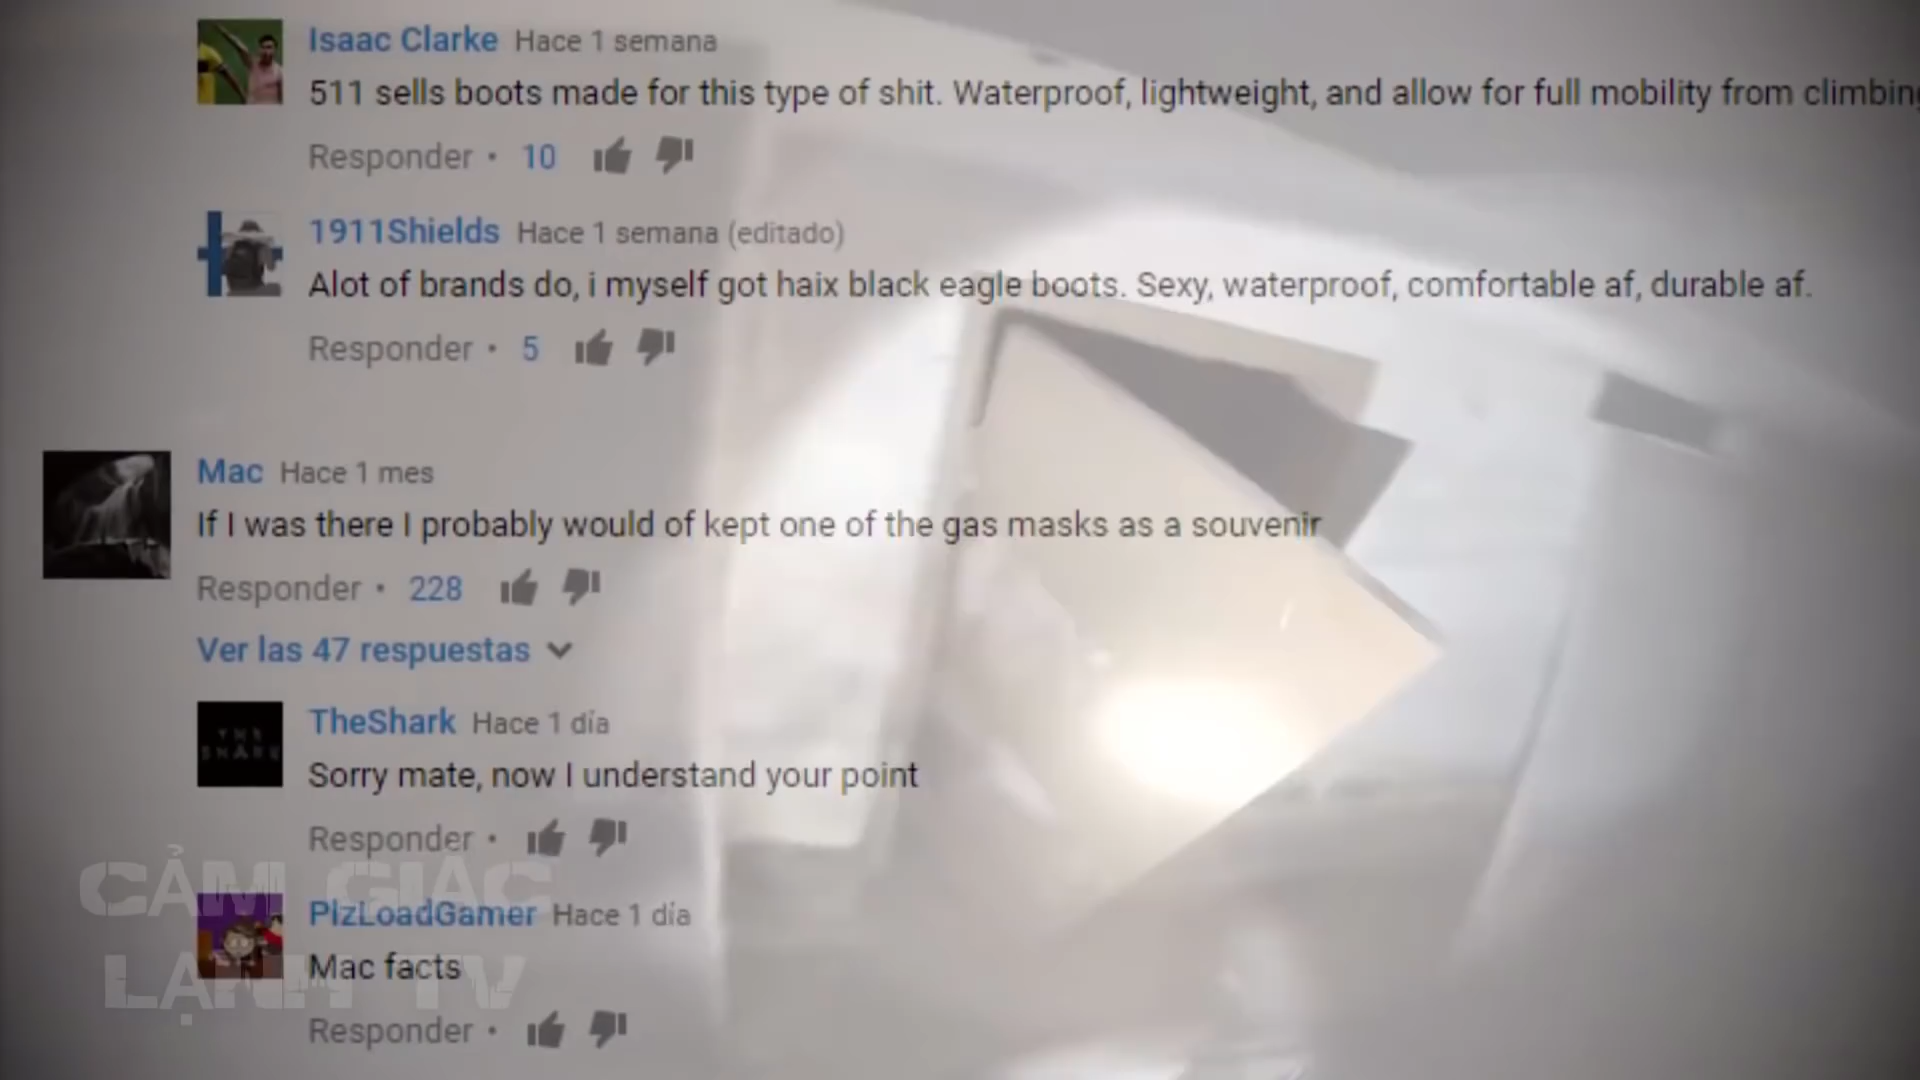 Isaac Clarke Hace 1 semana
511 sells boots made for this type of shit. Waterproof, lightweight, and allow for full mobility from climbing
Responder • 10
1911Shields Hace 1 semana (editado)
Alot of brands do, i myself got haix black eagle boots. Sexy, waterproof, comfortable af, durable af.
Responder • 5
Mac Hace 1 mes
If I was there I probably would of kept one of the gas masks as a souvenir
Responder • 228
Ver las 47 respuestas
THE
SHARK
TheShark Hace 1 día
Sorry mate, now I understand your point
Responder •
PlzLoadGamer Hace 1 día
Mac facts
Responder •
CẢM GIÁC
LẠNH TV